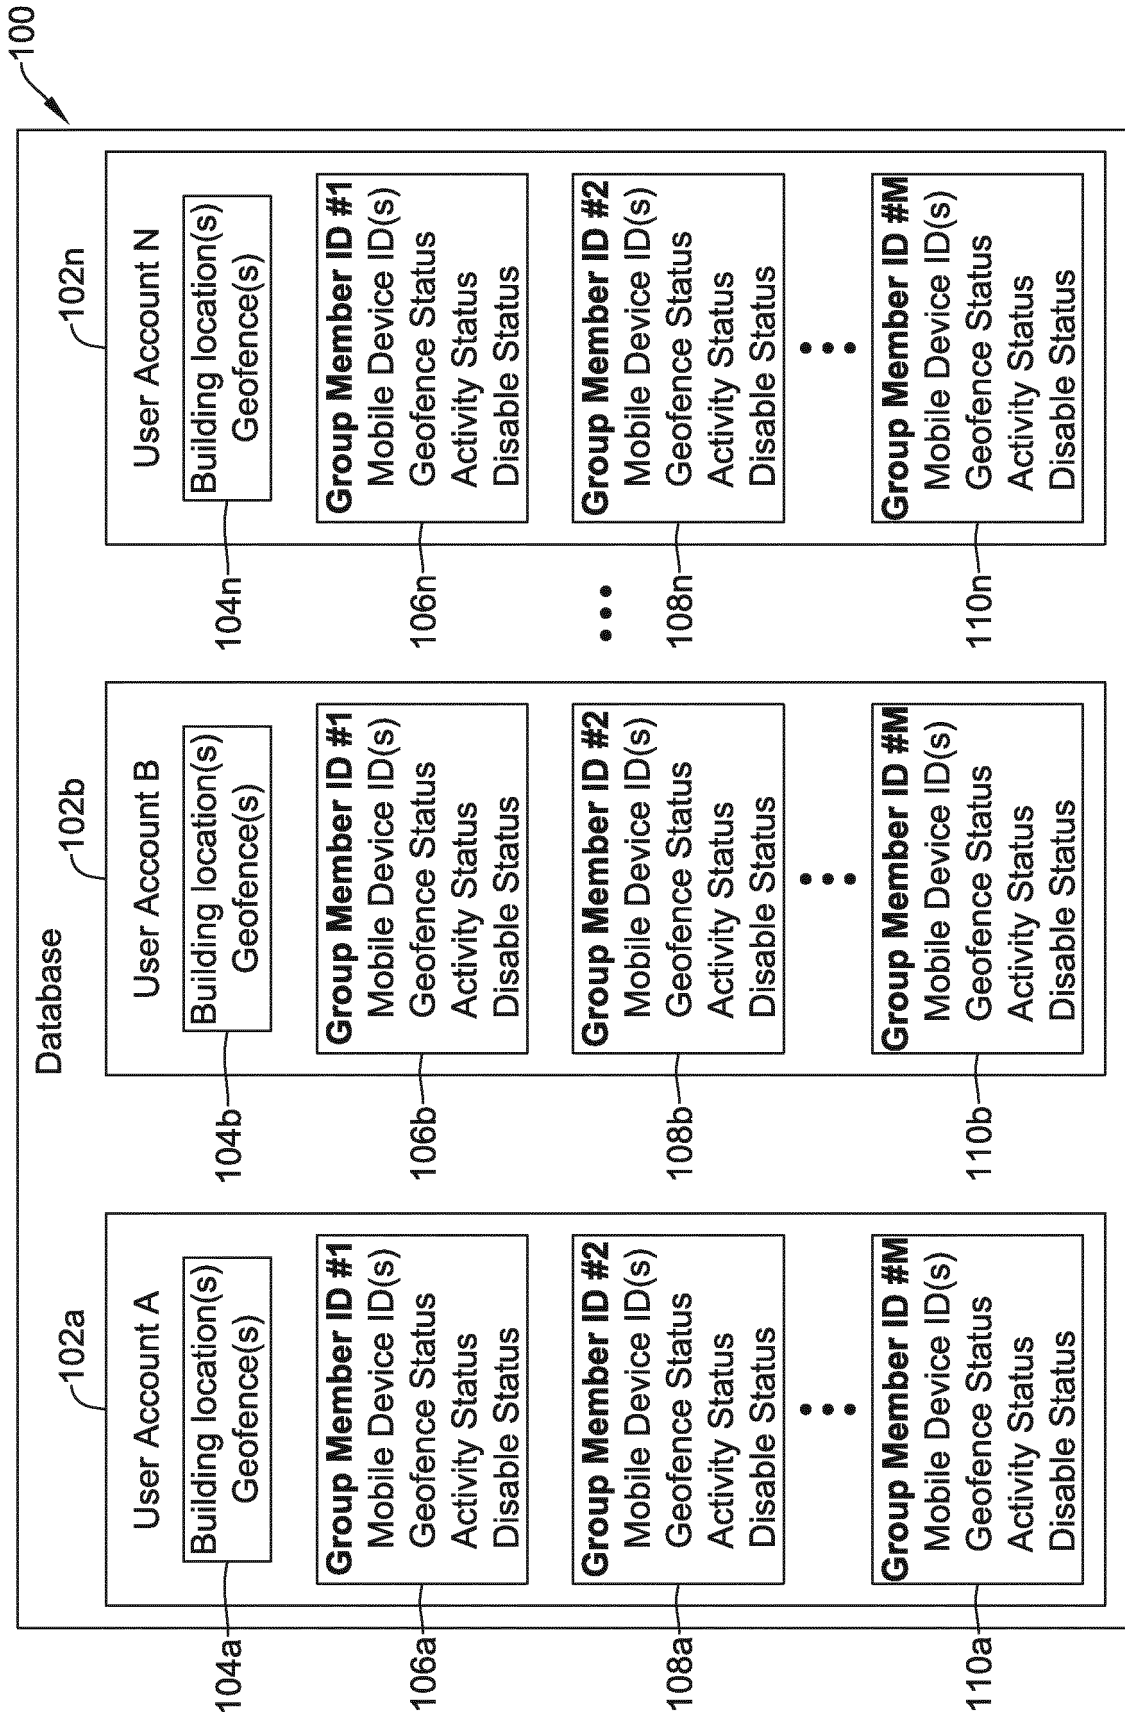 100
Database
102a
User Account A
104a
Building location(s)
Geofence(s)
106a
Group Member ID #1
Mobile Device ID(s)
Geofence Status
Activity Status
Disable Status
108a
Group Member ID #2
Mobile Device ID(s)
Geofence Status
Activity Status
Disable Status
110a
Group Member ID #M
Mobile Device ID(s)
Geofence Status
Activity Status
Disable Status
102b
User Account B
104b
Building location(s)
Geofence(s)
106b
Group Member ID #1
Mobile Device ID(s)
Geofence Status
Activity Status
Disable Status
108b
Group Member ID #2
Mobile Device ID(s)
Geofence Status
Activity Status
Disable Status
110b
Group Member ID #M
Mobile Device ID(s)
Geofence Status
Activity Status
Disable Status
102n
User Account N
104n
Building location(s)
Geofence(s)
106n
Group Member ID #1
Mobile Device ID(s)
Geofence Status
Activity Status
Disable Status
108n
Group Member ID #2
Mobile Device ID(s)
Geofence Status
Activity Status
Disable Status
110n
Group Member ID #M
Mobile Device ID(s)
Geofence Status
Activity Status
Disable Status